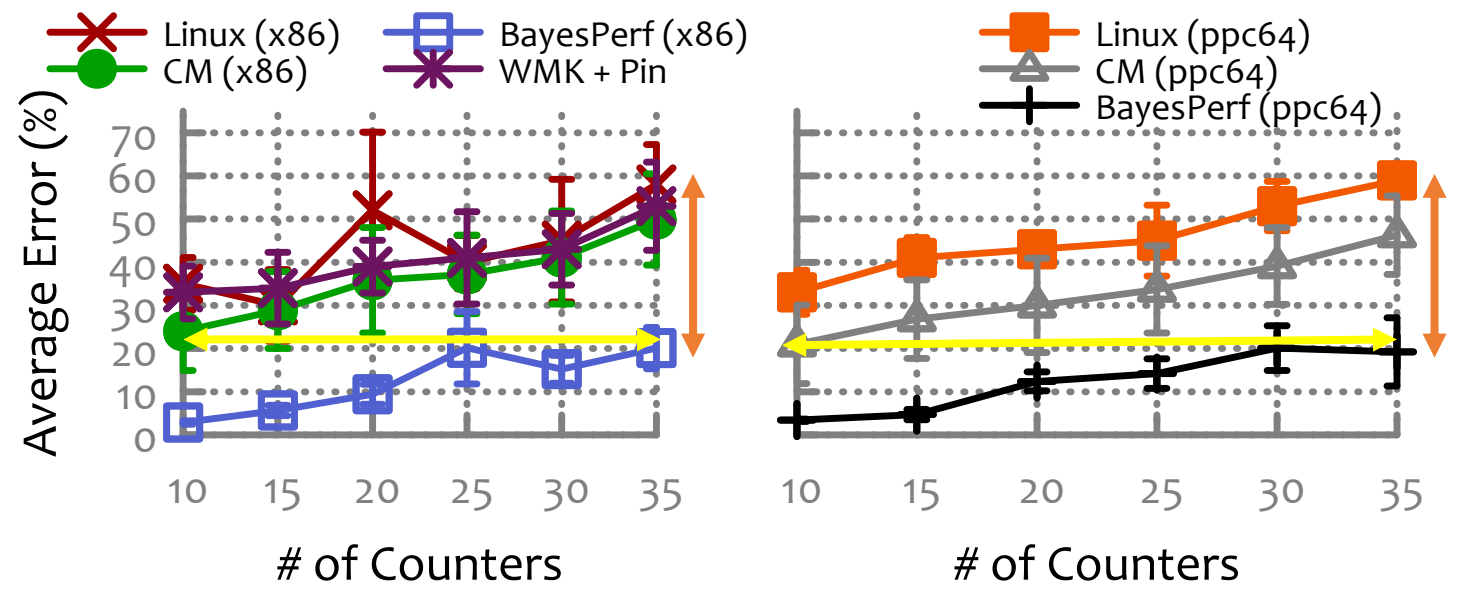 Linux (x86)
BayesPerf (x86)
CM (x86)
WMK + Pin
Linux (ppc64)
CM (ppc64)
BayesPerf (ppc64)
Average Error (%)
70
60
50
40
30
20
10
0
10 15 20 25 30 35
# of Counters
10 15 20 25 30 35
# of Counters